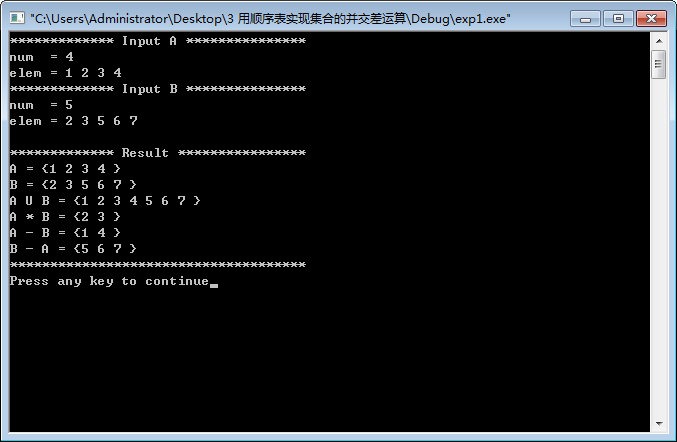 "C:\Users\Administrator\Desktop\3 用顺序表实现集合的并交差运算\Debug\exp1.exe"
************* Input A ***************
num  = 4
elem = 1 2 3 4
************* Input B ***************
num  = 5
elem = 2 3 5 6 7

************* Result ****************
A = {1 2 3 4 }
B = {2 3 5 6 7 }
A U B = {1 2 3 4 5 6 7 }
A * B = {2 3 }
A - B = {1 4 }
B - A = {5 6 7 }
*************************************
Press any key to continue